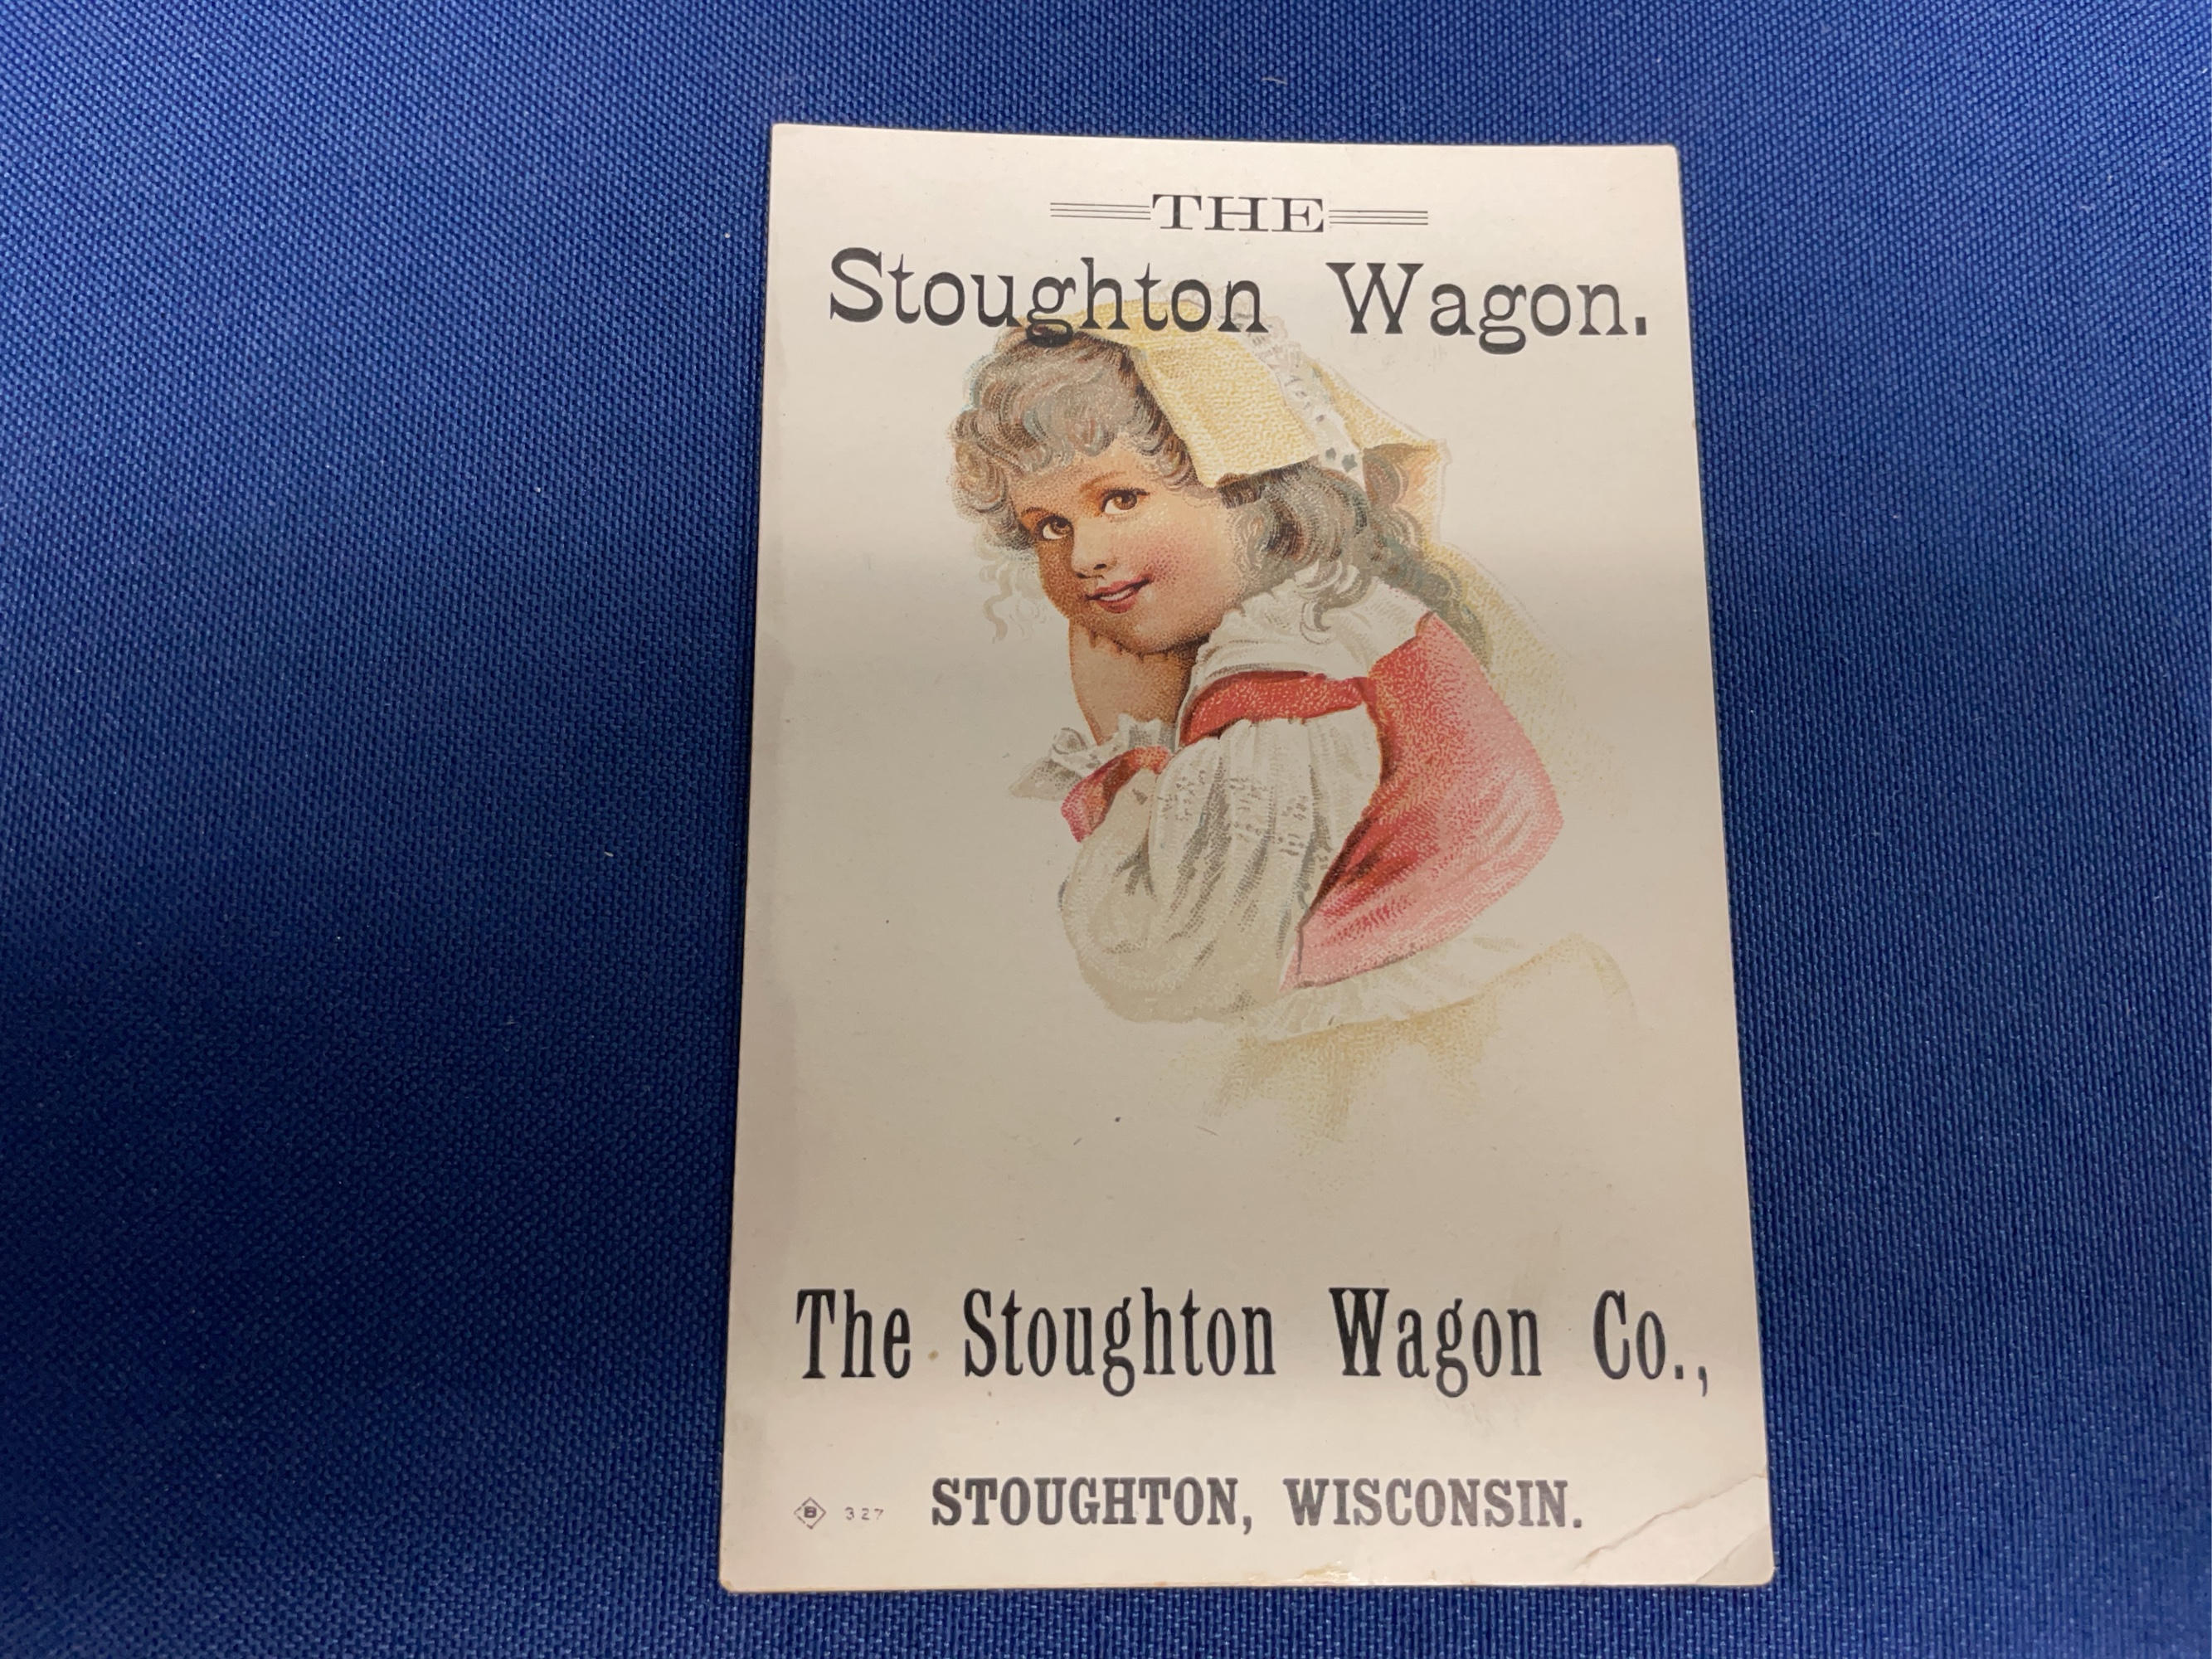 THE
Stoughton Wagon.
The Stoughton Wagon Co.,
B 327 STOUGHTON, WISCONSIN.